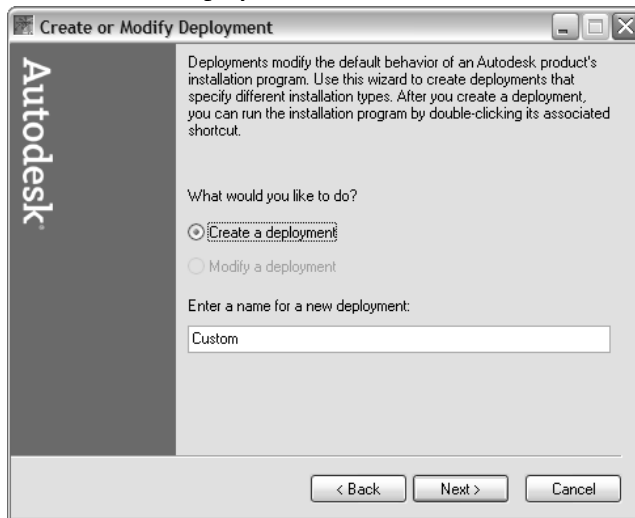 Create or Modify Deployment
Autodesk
Deployments modify the default behavior of an Autodesk product's
installation program. Use this wizard to create deployments that
specify different installation types. After you create a deployment,
you can run the installation program by double-clicking its associated
shortcut.
What would you like to do?
Create a deployment
Modify a deployment
Enter a name for a new deployment:
Custom
< Back
Next >
Cancel